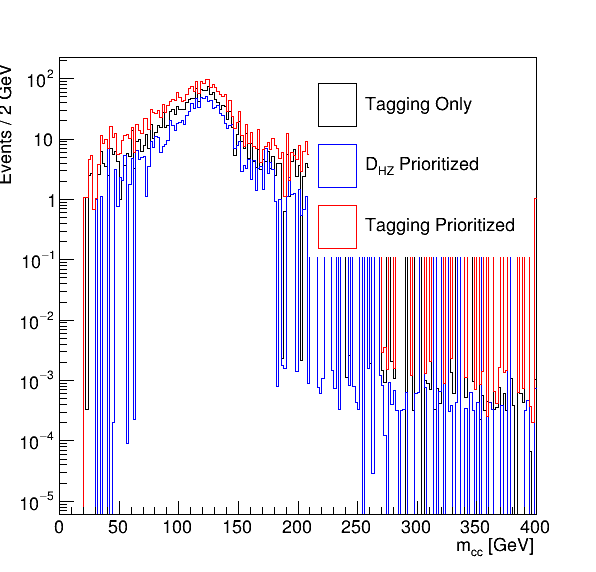 Events / 2 GeV
10²
10
1
10⁻¹
10⁻²
10⁻³
10⁻⁴
10⁻⁵
Tagging Only
D_HZ Prioritized
Tagging Prioritized
0 50 100 150 200 250 300 350 400
m_cc [GeV]